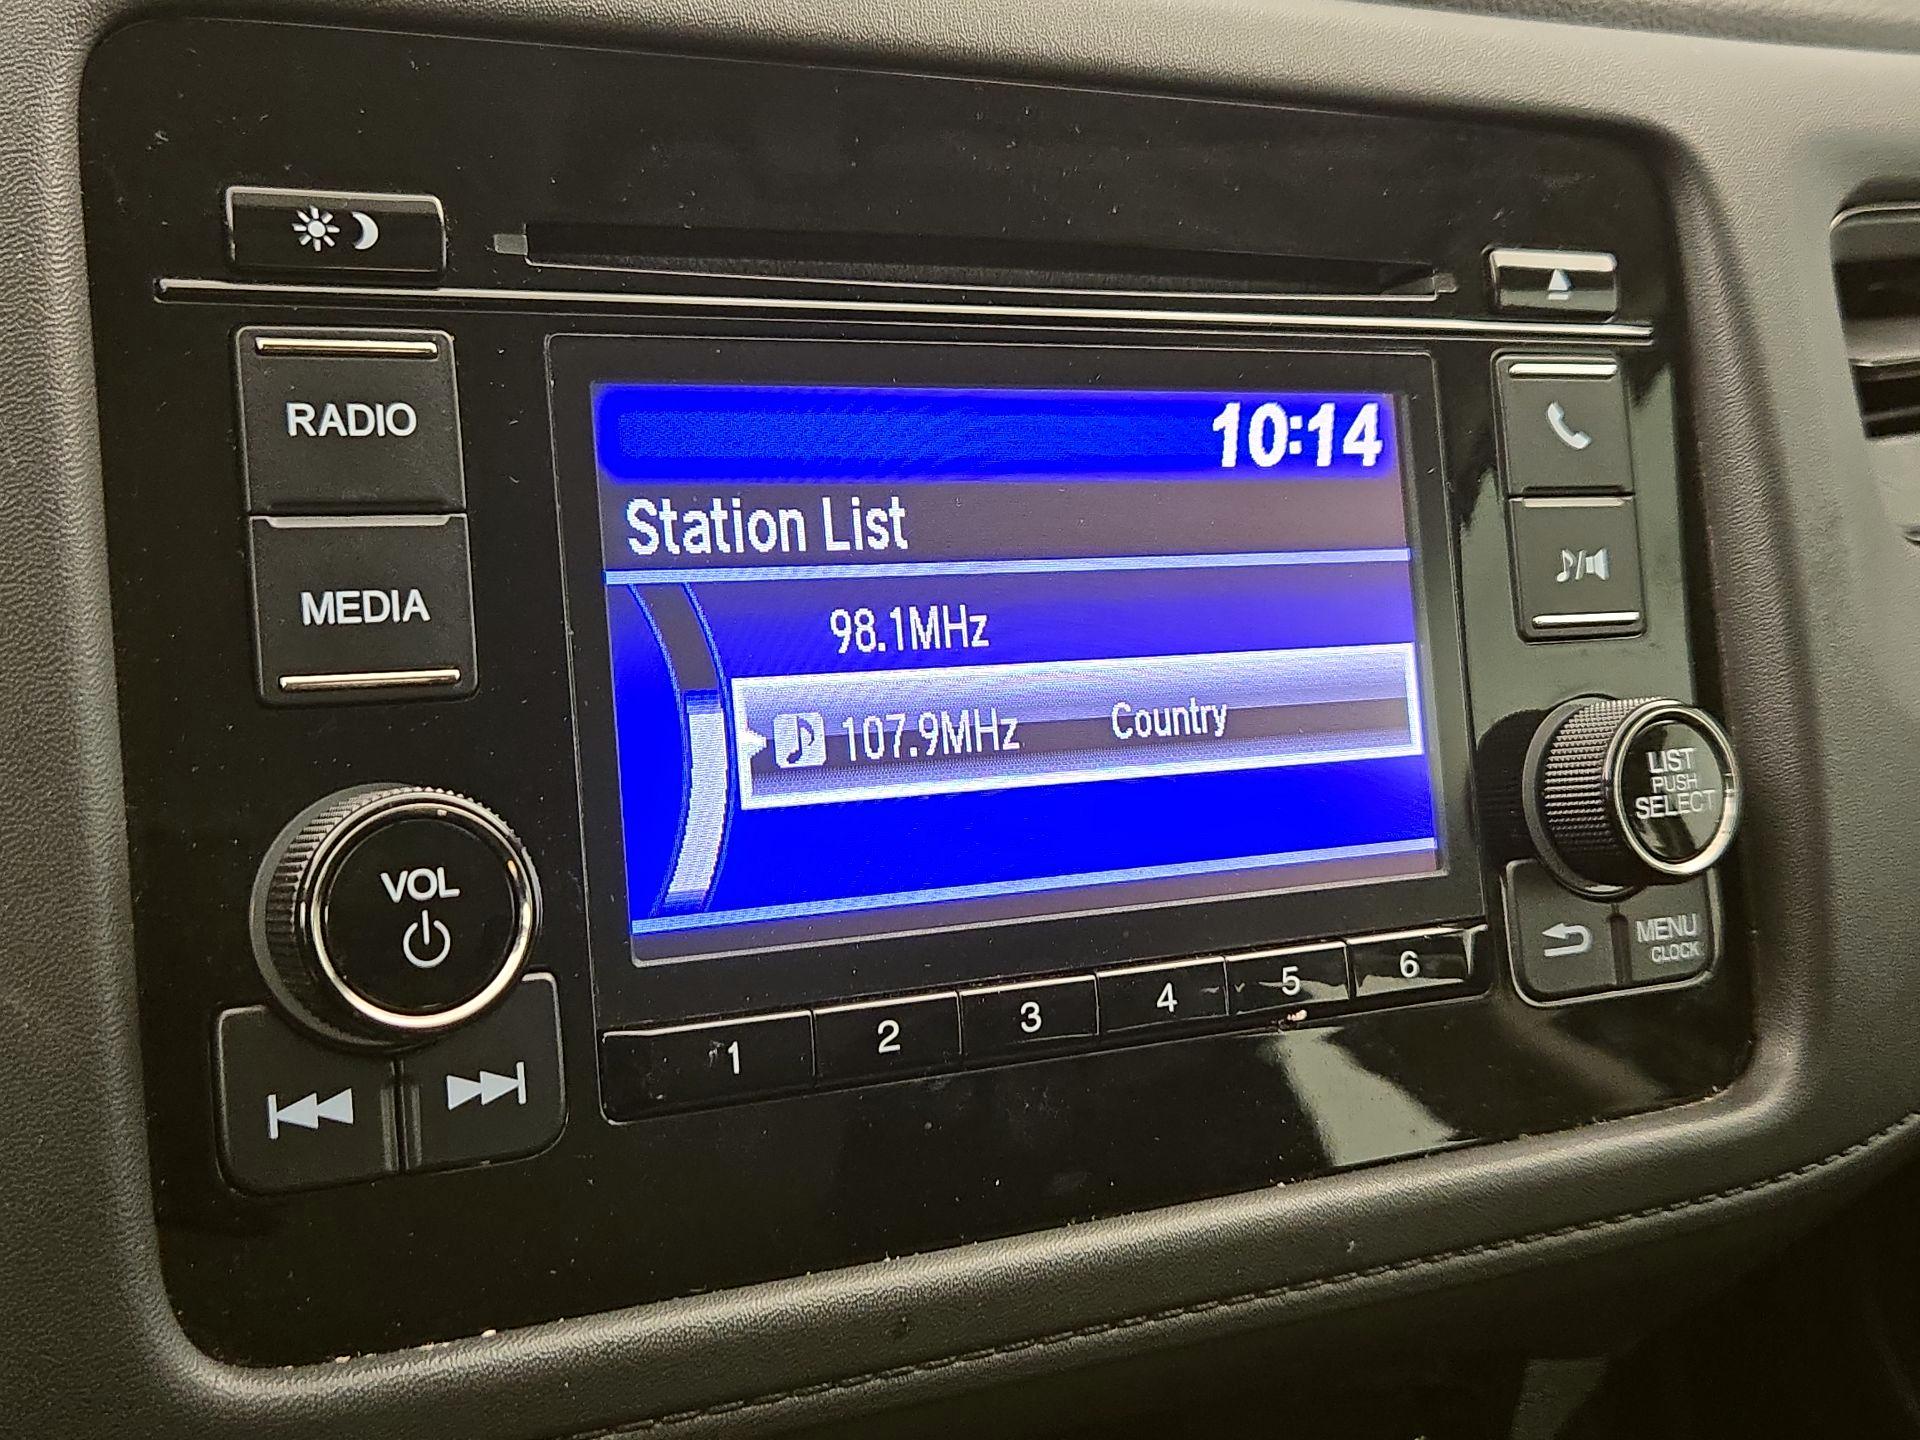 RADIO
MEDIA
VOL
10:14
Station List
98.1MHz
107.9MHz Country
1 2 3 4 5 6
LIST
PUSH
SELECT
MENU
CLOCK